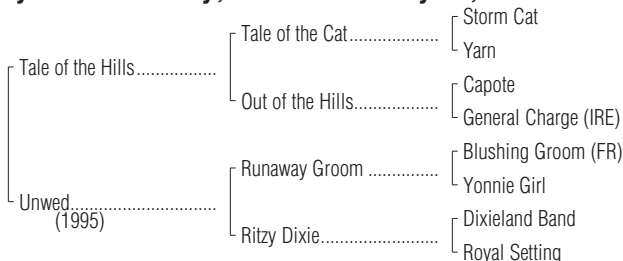 Storm Cat
Tale of the Cat...................
Yarn
Tale of the Hills.................
Capote
Out of the Hills..................
General Charge (IRE)
Blushing Groom (FR)
Runaway Groom ...............
Yonnie Girl
Unwed.............................
(1995)
Dixieland Band
Ritzy Dixie........................
Royal Setting